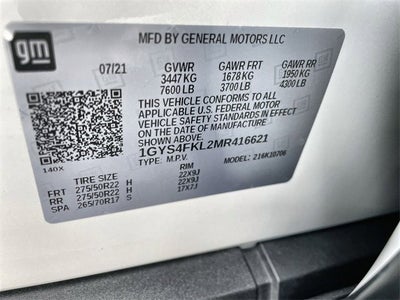 gm
MFD BY GENERAL MOTORS LLC
07/21 GVWR GAWR FRT GAWR RR
3447 KG 1678 KG 1950 KG
7600 LB 3700 LB 4300 LB
THIS VEHICLE CONFORMS TO ALL
APPLICABLE U.S. FEDERAL MOTOR
VEHICLE SAFETY STANDARDS IN EFFECT
ON THE DATE OF MANUFACTURE SHOWN ABOVE.
1GYS4FKL2MR416621
140X TYPE: M.P.V. MODEL: 216K10706
TIRE SIZE RIM
FRT 275/50R22 H 22X9J
RR 275/50R22 H 22X9J
SPA 265/70R17 S 17X7J